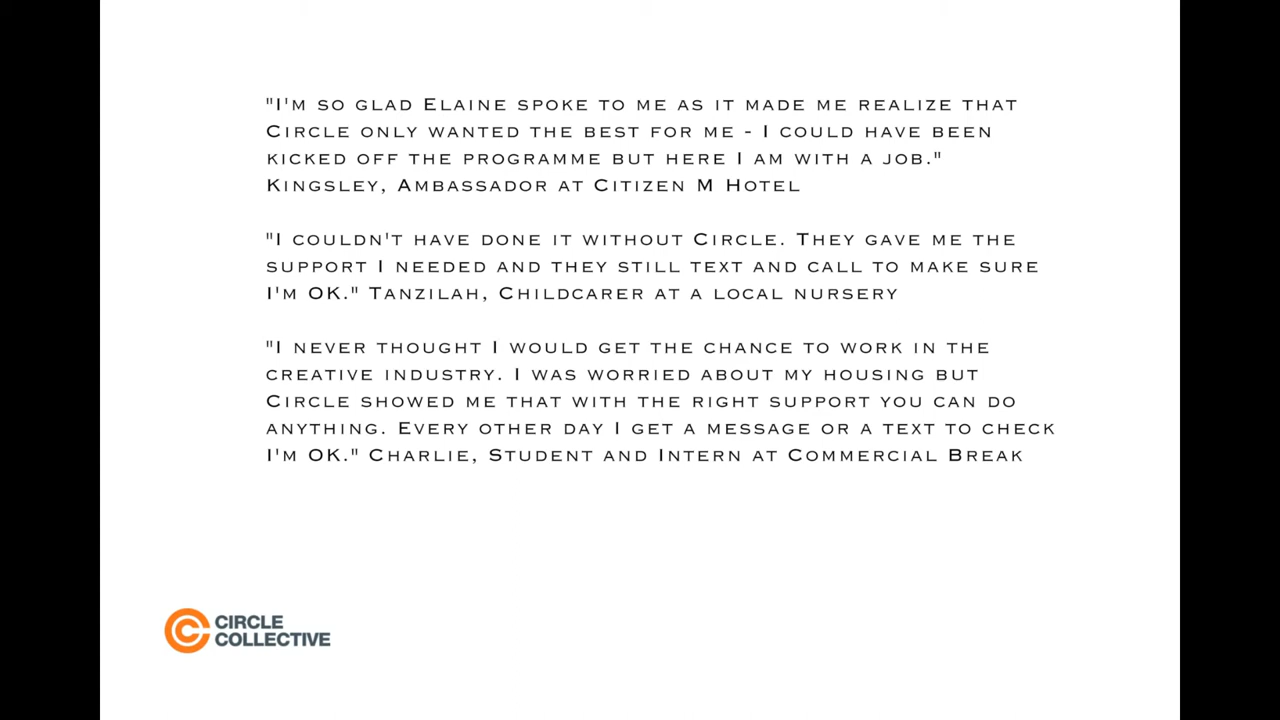 "I'm so glad Elaine spoke to me as it made me realize that
Circle only wanted the best for me - I could have been
kicked off the programme but here I am with a job."
Kingsley, Ambassador at Citizen M Hotel
"I couldn't have done it without Circle. They gave me the
support I needed and they still text and call to make sure
I'm OK." Tanzilah, Childcarer at a local nursery
"I never thought I would get the chance to work in the
creative industry. I was worried about my housing but
Circle showed me that with the right support you can do
anything. Every other day I get a message or a text to check
I'm OK." Charlie, Student and Intern at Commercial Break
CIRCLE
COLLECTIVE